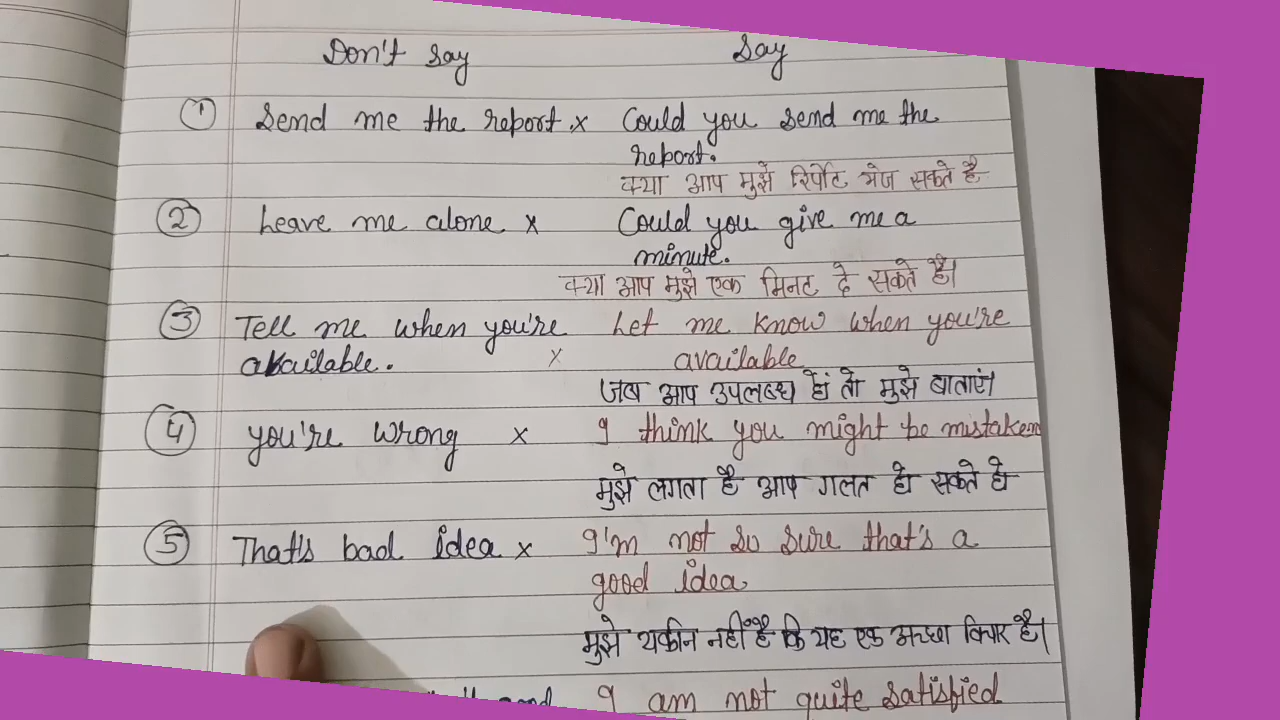 Don't say Say
① Send me the report. x Could you send me the
report.
क्या आप मुझे रिर्पोट भेज सकते है
② Leave me alone x Could you give me a
minute.
क्या आप मुझे एक मिनट दे सकते है।
③ Tell me when you're Let me know when you're
available. x available
जब आप उपलब्ध हों तो मुझे बाताएं।
④ you're wrong x I think you might be mistaken
मुझे लगता है आप गलत हो सकते हो
⑤ That's bad idea x I'm not so sure that's a
good idea
मुझे यकीन नहीं है कि यह एक अच्छा विचार है।
I am not quite satisfied